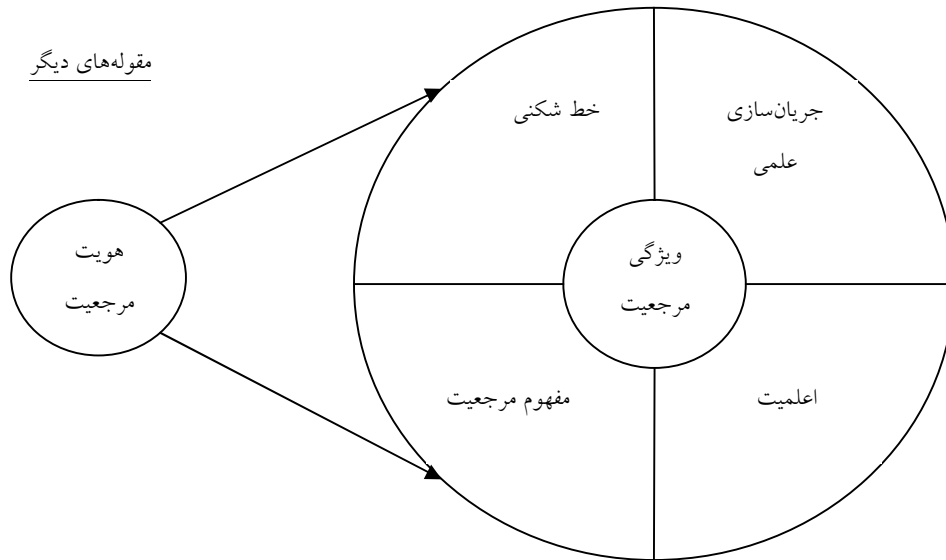 مقوله‌های دیگر
جریان‌سازی
علمی
خط شکنی
ویژگی
مرجعیت
هویت
مرجعیت
اعلمیت
مفهوم مرجعیت